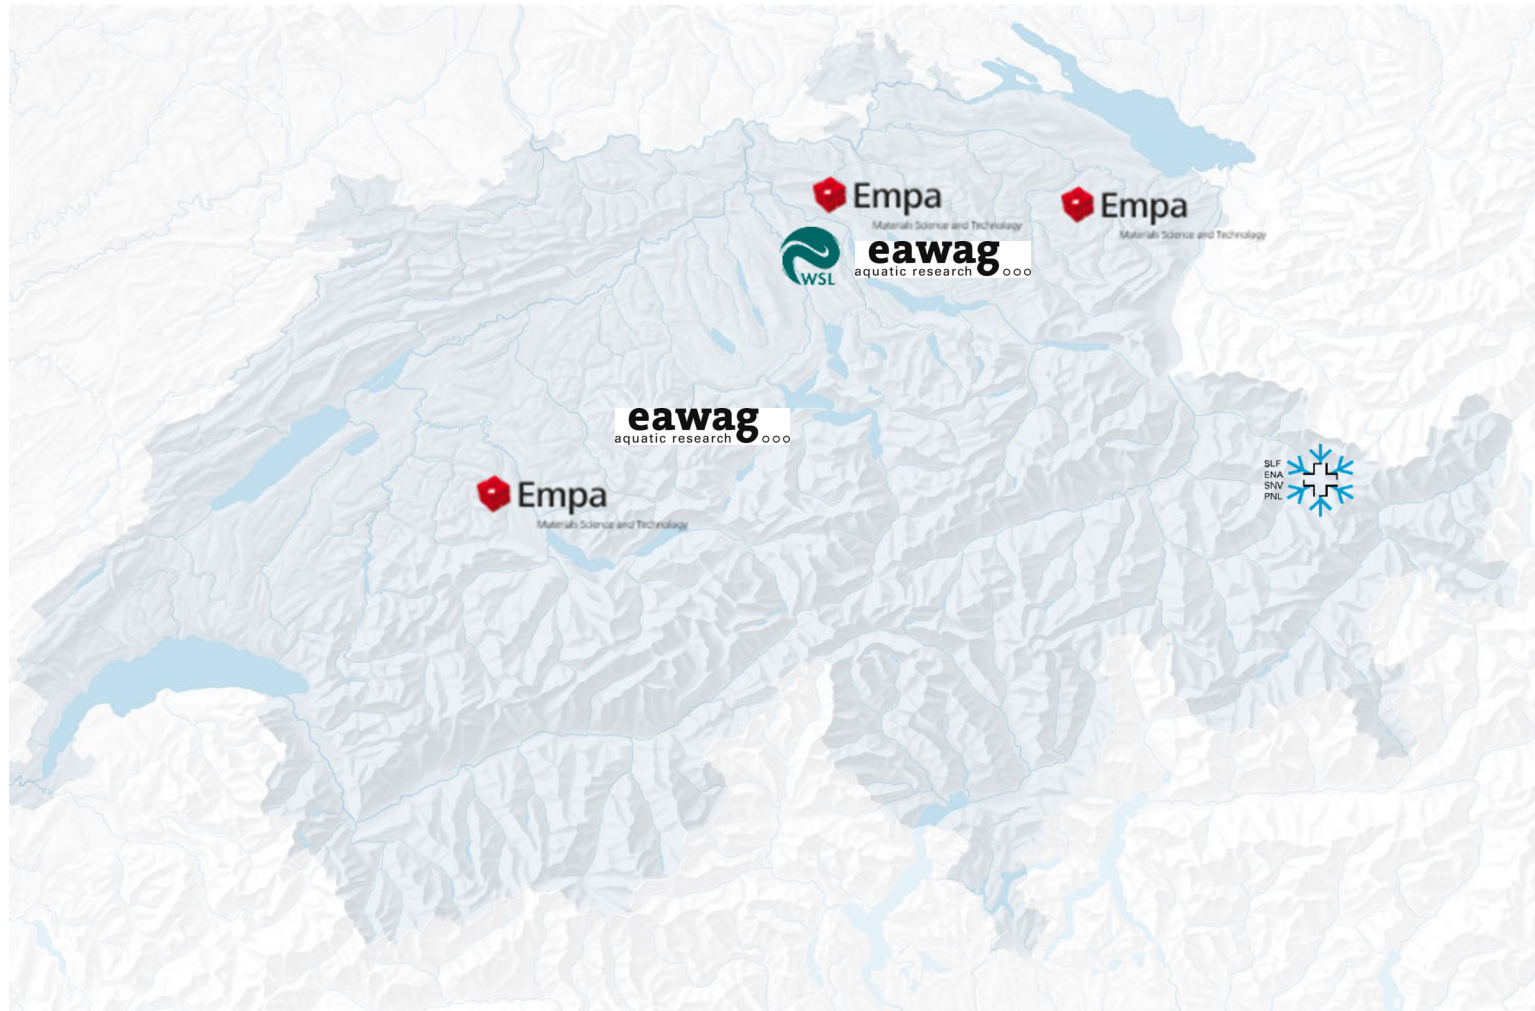 Empa
Materials Science and Technology
Empa
Materials Science and Technology
WSL
eawag
aquatic research
eawag
aquatic research
Empa
Materials Science and Technology
SLF
ENA
SNV
PNL